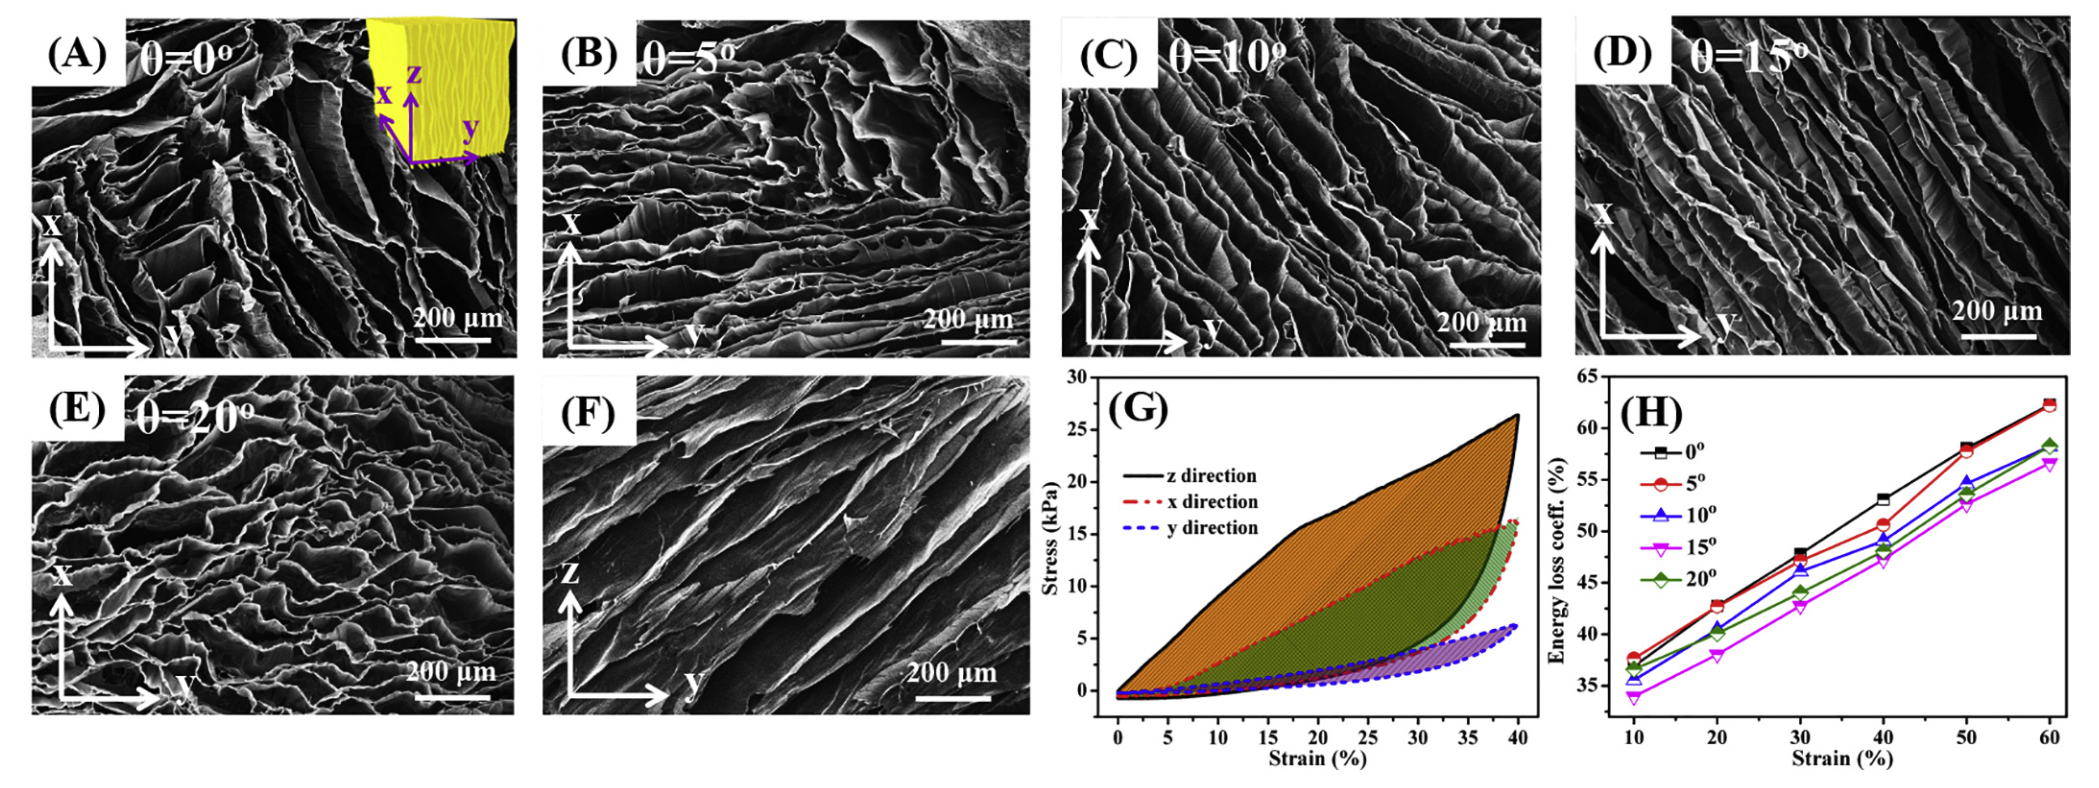 (A)
θ=0°
z
x
y
x
y
200 μm
(B)
θ=5°
x
y
200 μm
(C)
θ=10°
x
y
200 μm
(D)
θ=15°
x
y
200 μm
(E)
θ=20°
x
y
200 μm
(F)
z
y
200 μm
(G)
30
25
20
15
10
5
0
Stress (kPa)
z direction
x direction
y direction
0 5 10 15 20 25 30 35 40
Strain (%)
(H)
65
60
55
50
45
40
35
Energy loss coeff. (%)
0°
5°
10°
15°
20°
10 20 30 40 50 60
Strain (%)